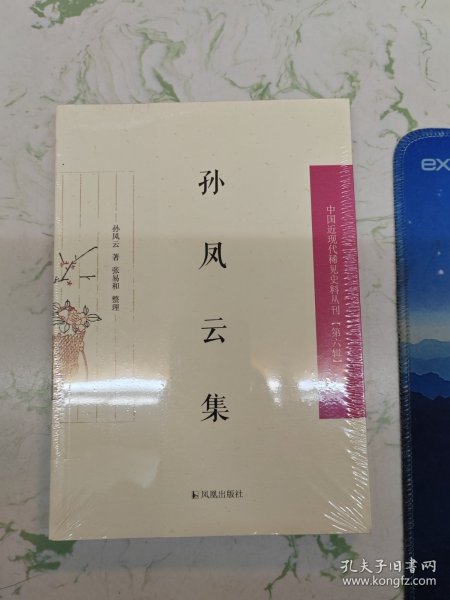 孙凤云集
中国近现代稀见史料丛刊【第六辑】
孙凤云 著 张易和 整理
凤凰出版社
ex
孔夫子旧书网
www.kongfz.com